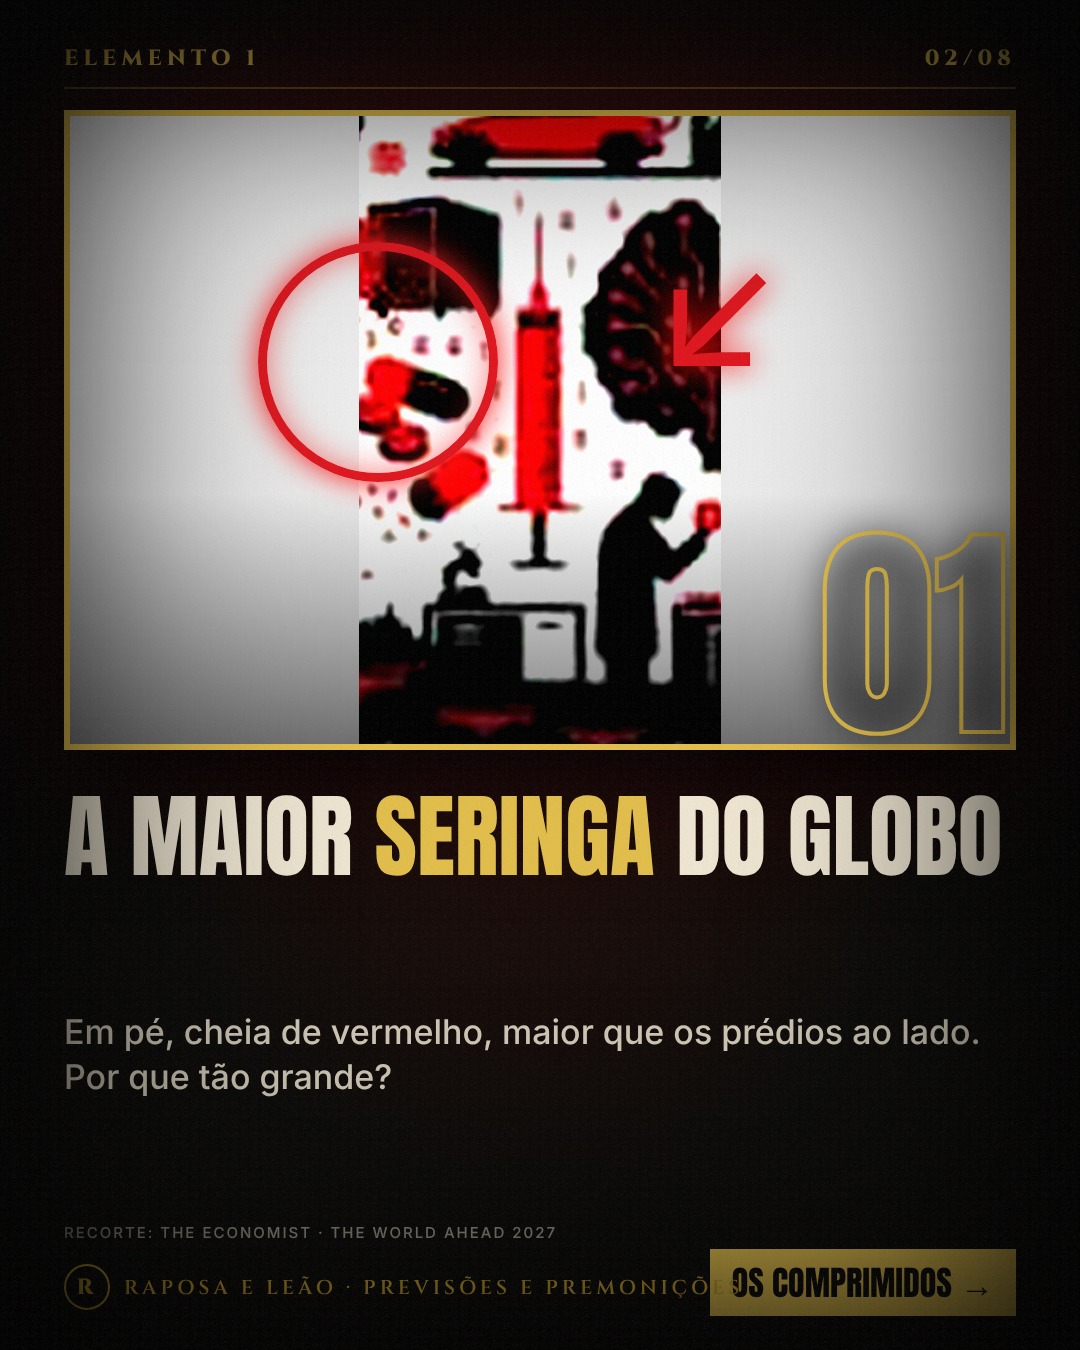 ELEMENTO 1
02/08
01
A MAIOR SERINGA DO GLOBO
Em pé, cheia de vermelho, maior que os prédios ao lado.
Por que tão grande?
RECORTE: THE ECONOMIST · THE WORLD AHEAD 2027
R RAPOSA E LEÃO · PREVISÕES E PREMONIÇÕES
OS COMPRIMIDOS →